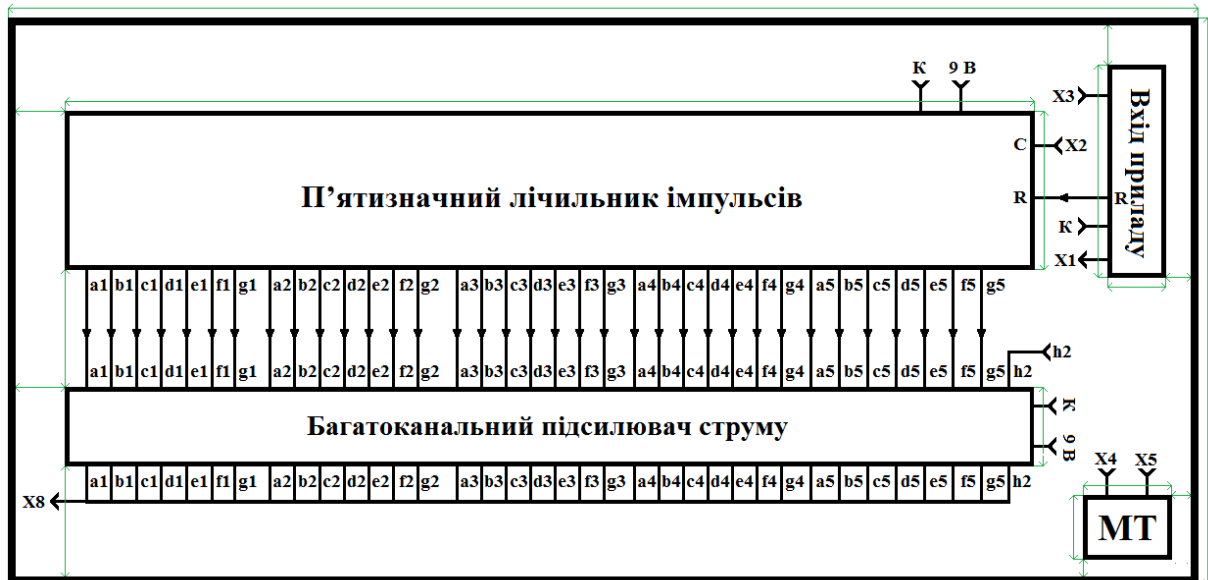 К 9 В
X3
Вхід приладу
C X2
П’ятизначний лічильник імпульсів
R R
К
X1
a1 b1 c1 d1 e1 f1 g1 a2 b2 c2 d2 e2 f2 g2 a3 b3 c3 d3 e3 f3 g3 a4 b4 c4 d4 e4 f4 g4 a5 b5 c5 d5 e5 f5 g5
h2
a1 b1 c1 d1 e1 f1 g1 a2 b2 c2 d2 e2 f2 g2 a3 b3 c3 d3 e3 f3 g3 a4 b4 c4 d4 e4 f4 g4 a5 b5 c5 d5 e5 f5 g5 h2
К
Багатоканальний підсилювач струму
9 В
X4 X5
a1 b1 c1 d1 e1 f1 g1 a2 b2 c2 d2 e2 f2 g2 a3 b3 c3 d3 e3 f3 g3 a4 b4 c4 d4 e4 f4 g4 a5 b5 c5 d5 e5 f5 g5 h2
X8
МТ